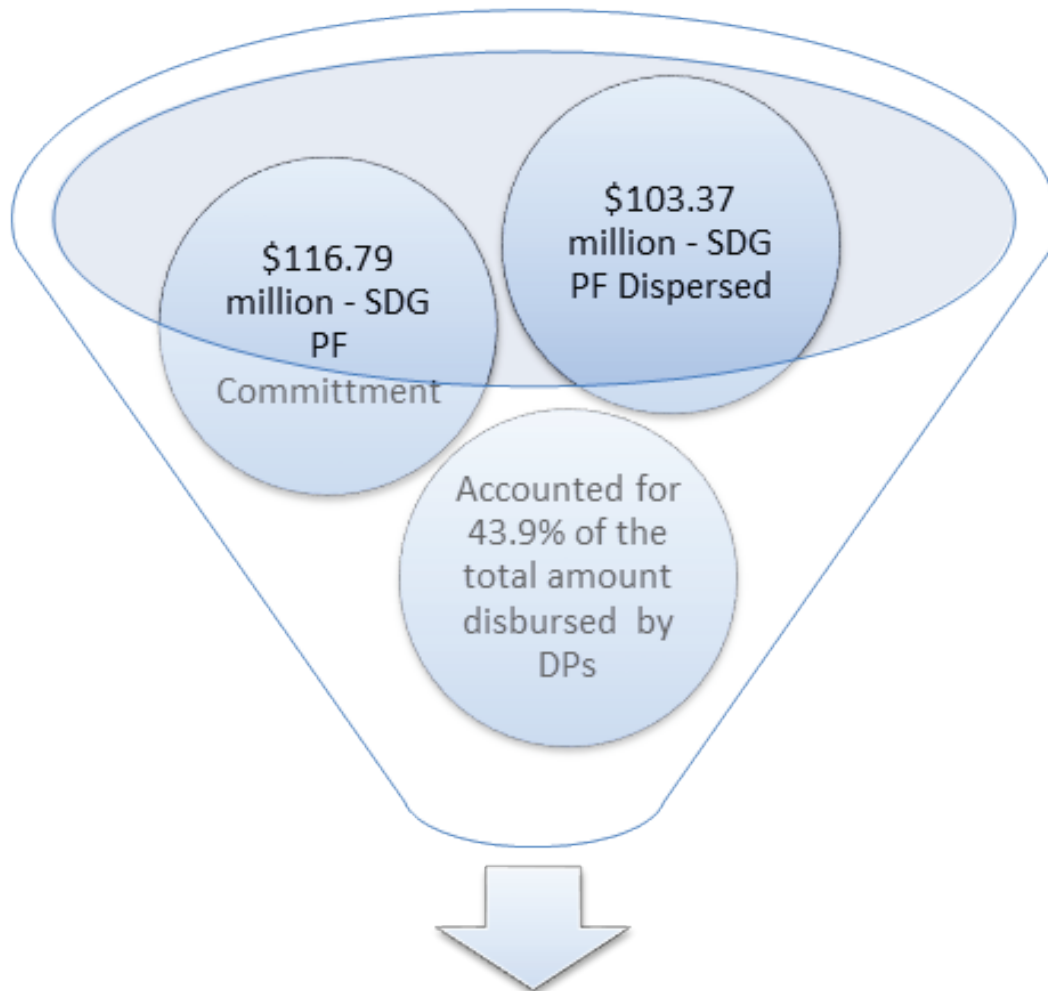 $116.79
million - SDG
PF
Committment
$103.37
million - SDG
PF Dispersed
Accounted for
43.9% of the
total amount
disbursed by
DPs